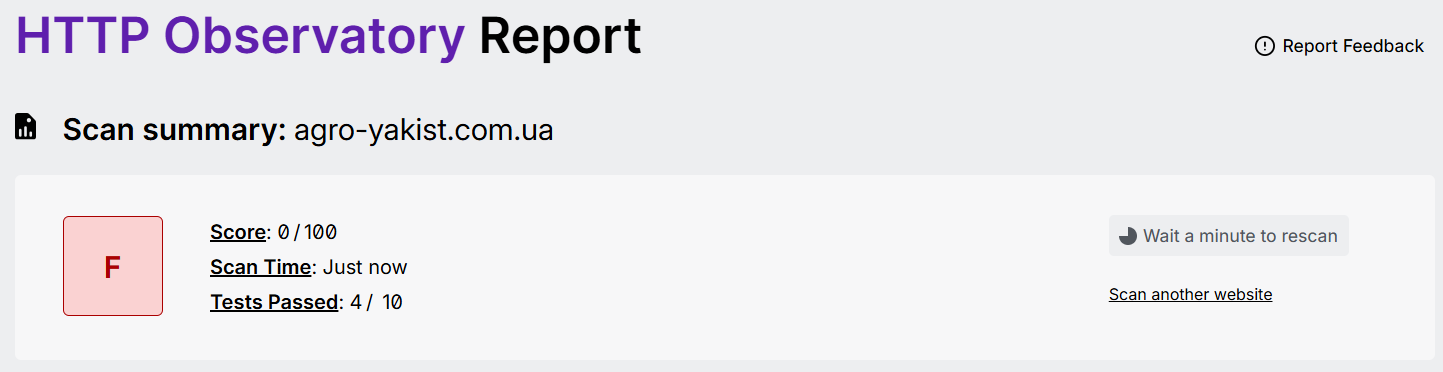 HTTP Observatory Report
Report Feedback
Scan summary: agro-yakist.com.ua
F
Score: 0/100
Scan Time: Just now
Tests Passed: 4/ 10
Wait a minute to rescan
Scan another website